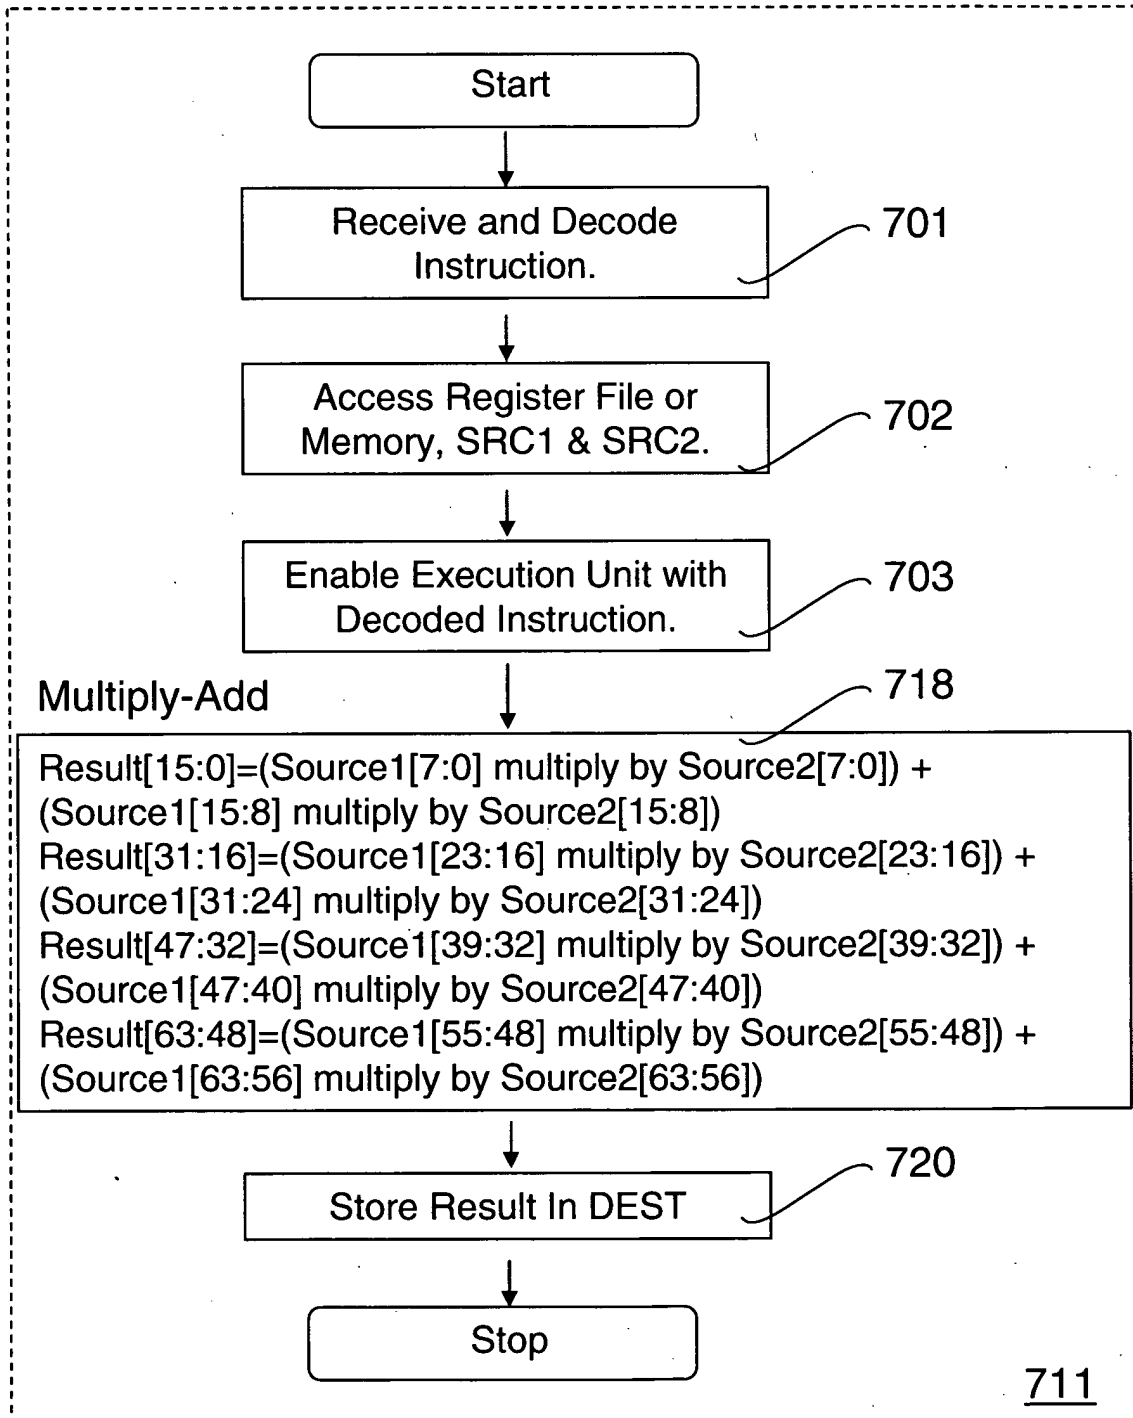 Start
Receive and Decode
Instruction.
701
Access Register File or
Memory, SRC1 & SRC2.
702
Enable Execution Unit with
Decoded Instruction.
703
Multiply-Add
718
Result[15:0]=(Source1[7:0] multiply by Source2[7:0]) +
(Source1[15:8] multiply by Source2[15:8])
Result[31:16]=(Source1[23:16] multiply by Source2[23:16]) +
(Source1[31:24] multiply by Source2[31:24])
Result[47:32]=(Source1[39:32] multiply by Source2[39:32]) +
(Source1[47:40] multiply by Source2[47:40])
Result[63:48]=(Source1[55:48] multiply by Source2[55:48]) +
(Source1[63:56] multiply by Source2[63:56])
720
Store Result In DEST
Stop
711